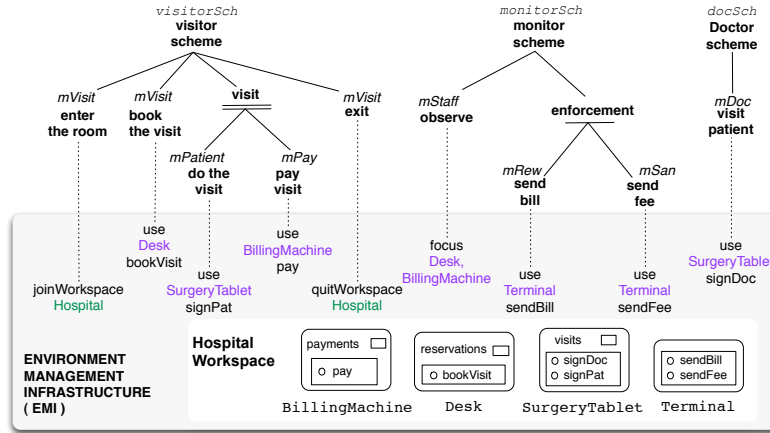 visitorSch
visitor
scheme
monitorSch
monitor
scheme
docSch
Doctor
scheme
mVisit
enter
the room
mVisit
book
the visit
visit
mVisit
exit
mStaff
observe
enforcement
mDoc
visit
patient
mPatient
do the
visit
mPay
pay
visit
mRew
send
bill
mSan
send
fee
joinWorkspace
Hospital
use
Desk
bookVisit
use
SurgeryTablet
signPat
use
BillingMachine
pay
quitWorkspace
Hospital
focus
Desk,
BillingMachine
use
Terminal
sendBill
use
Terminal
sendFee
use
SurgeryTablet
signDoc
ENVIRONMENT
MANAGEMENT
INFRASTRUCTURE
( EMI )
Hospital
Workspace
payments
pay
BillingMachine
reservations
bookVisit
Desk
visits
signDoc
signPat
SurgeryTablet
sendBill
sendFee
Terminal